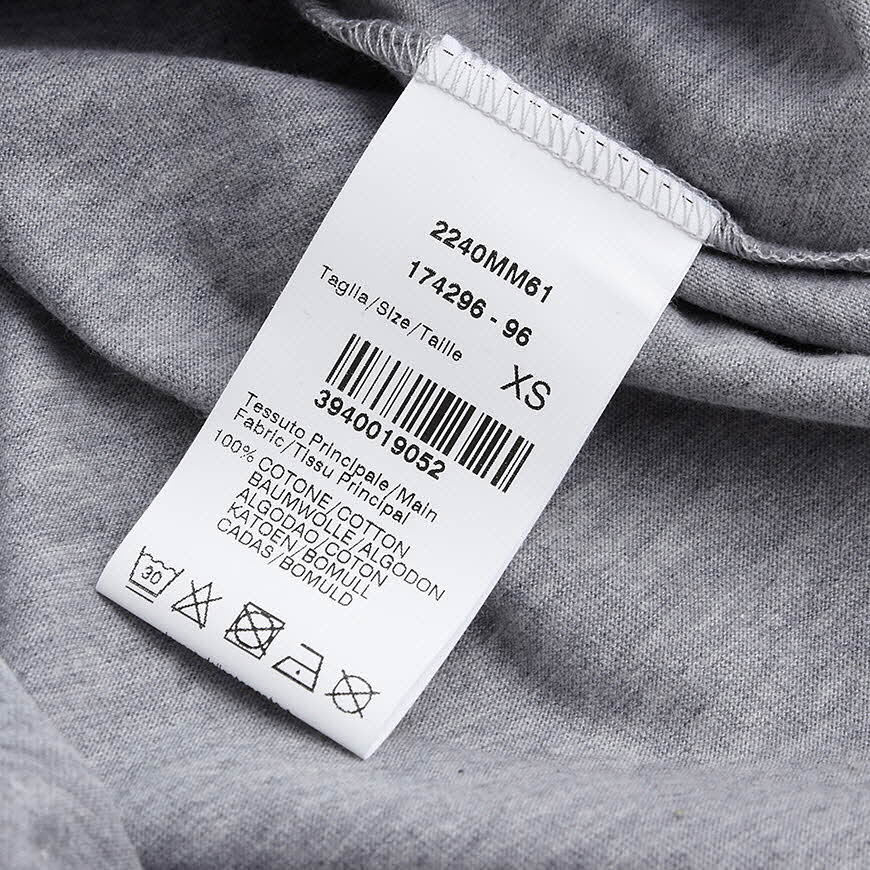 2240MM61
174296 - 96
Taglia/Size/Taille
XS
3940019052
Tessuto Principale/Main
Fabric/Tissu Principal
100% COTONE/COTTON
BAUMWOLLE/ALGODON
ALGODAO/COTON
KATOEN/BOMULL
CADAS/BOMULD
30